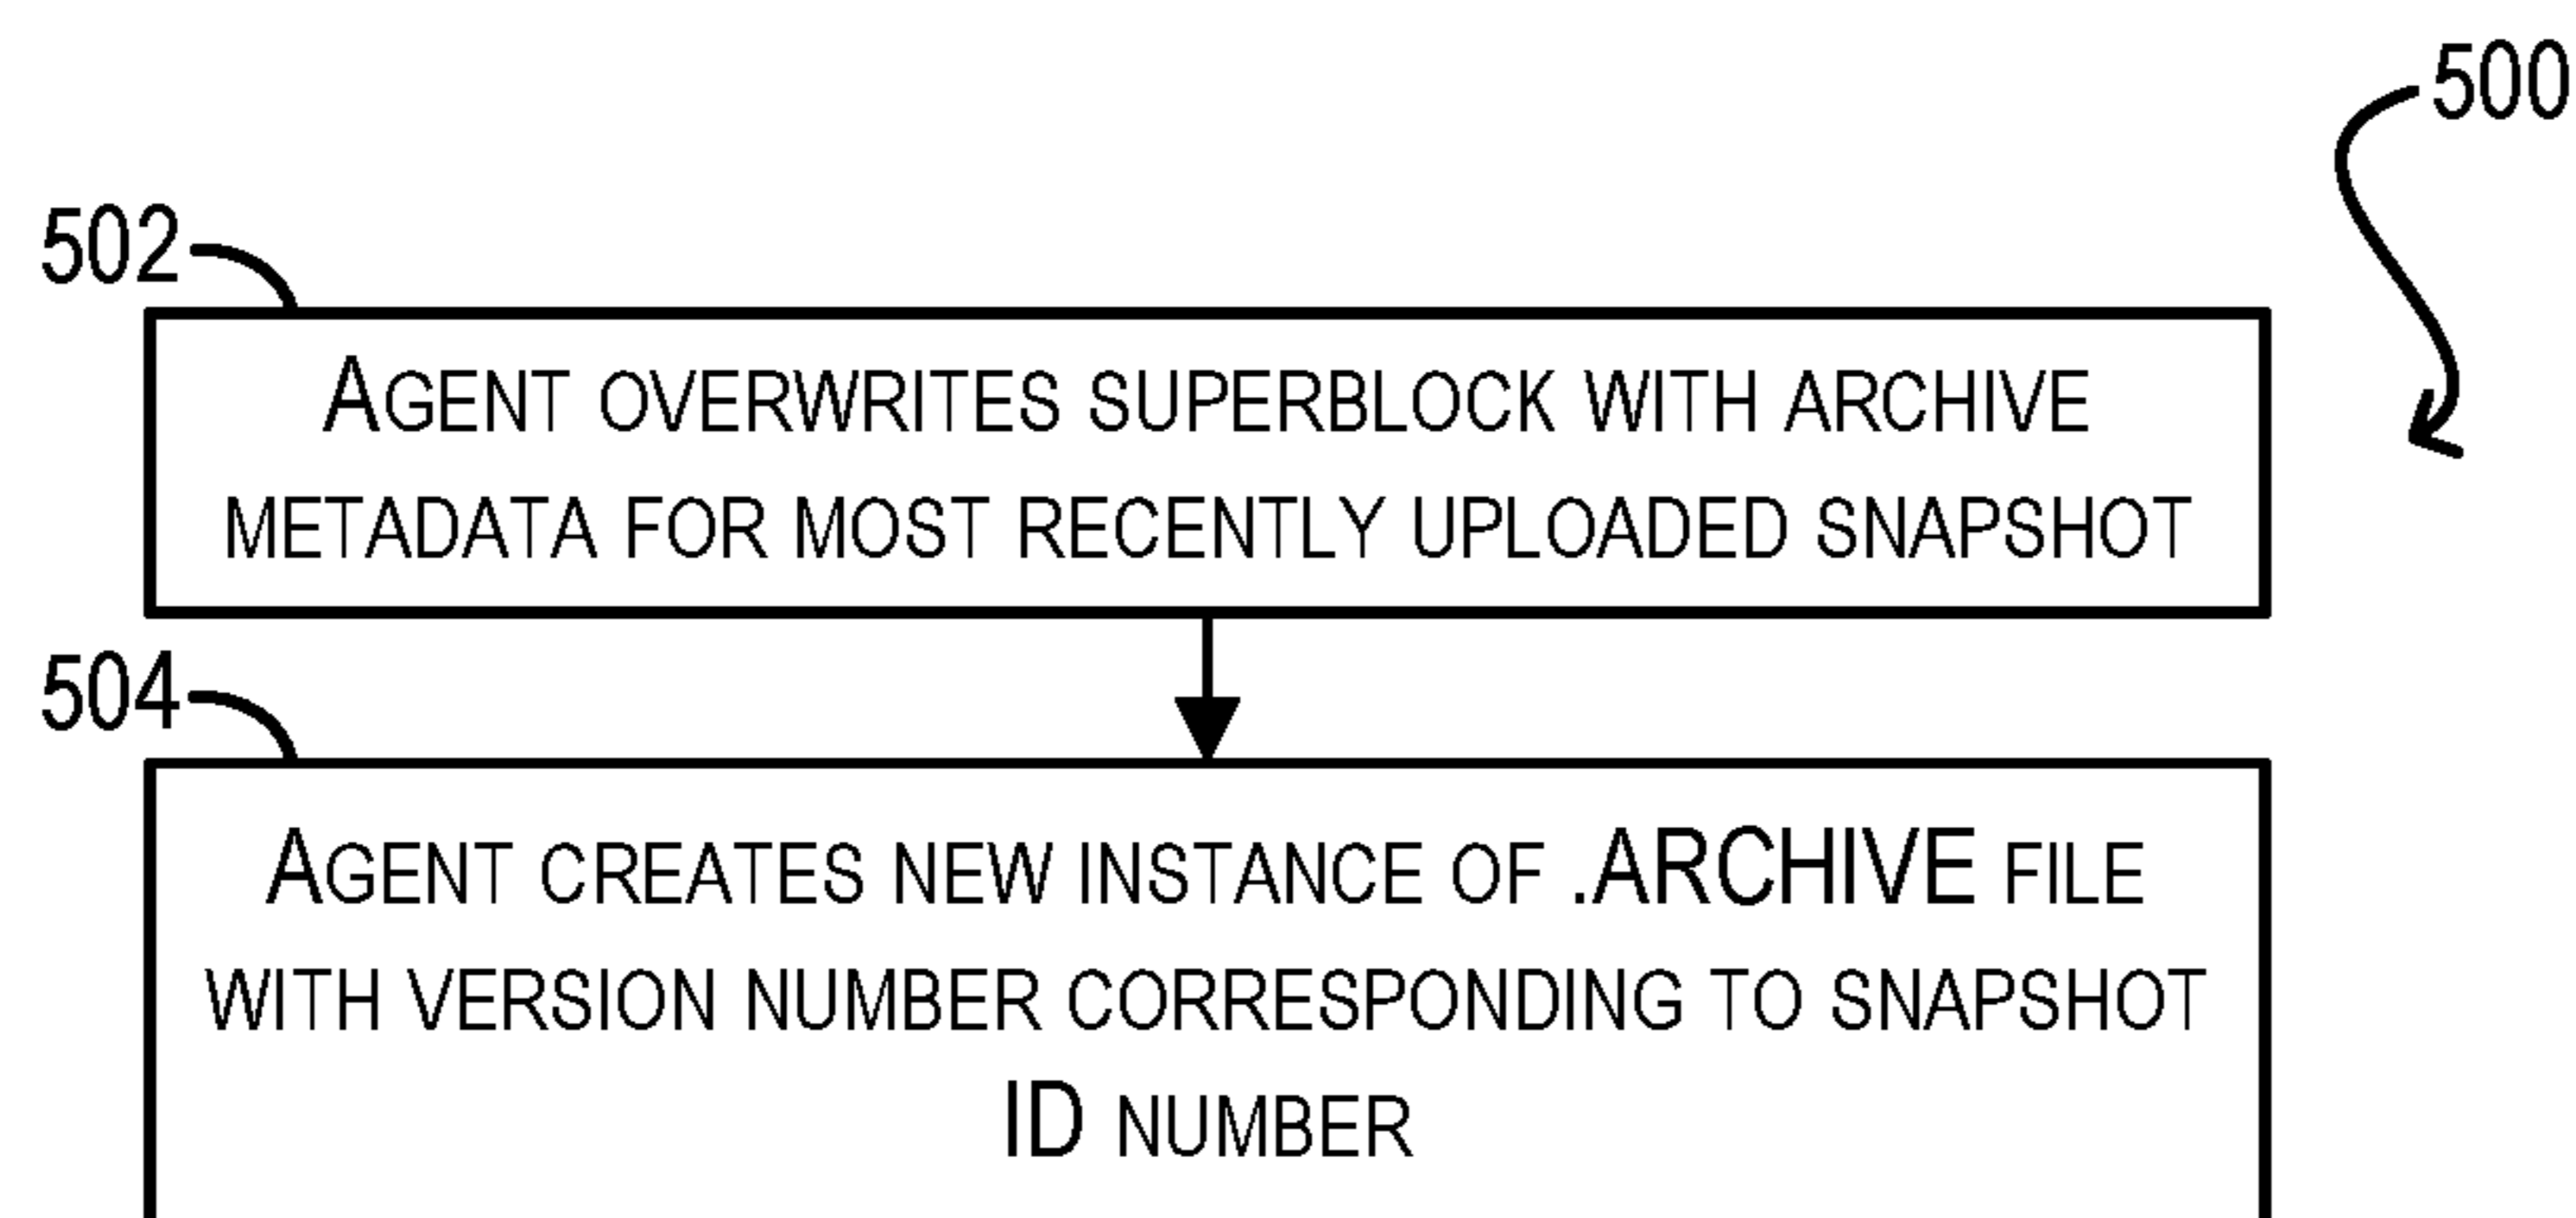 500
502
Agent overwrites superblock with archive
metadata for most recently uploaded snapshot
504
Agent creates new instance of .ARCHIVE file
with version number corresponding to snapshot
ID number